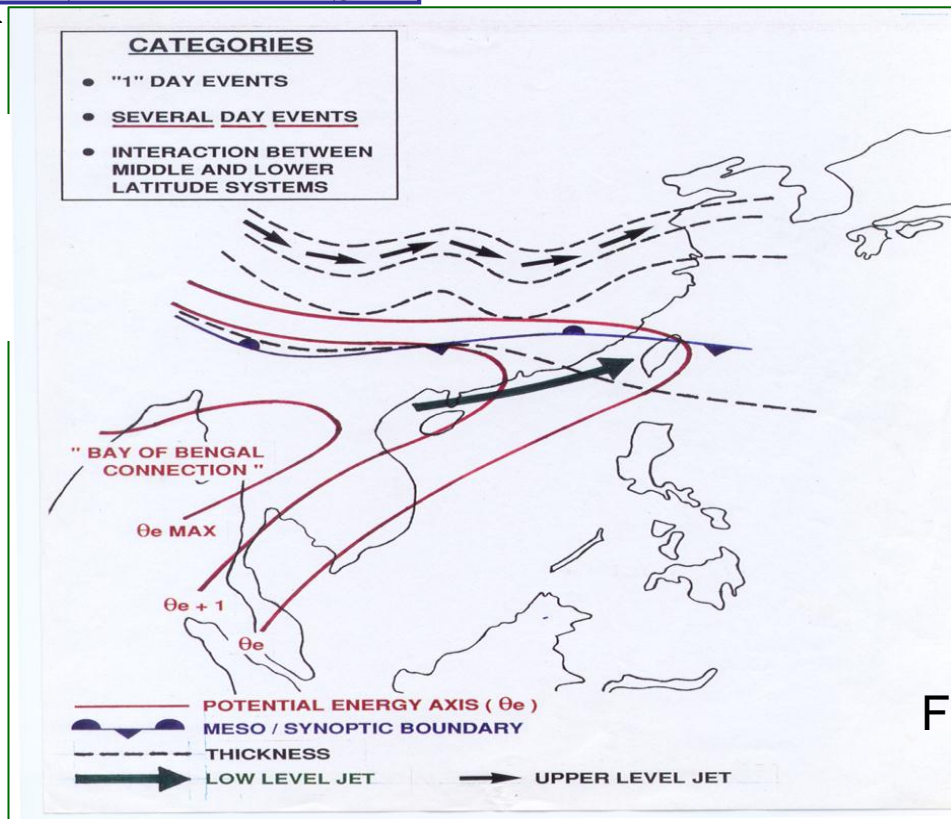 CATEGORIES
• "1" DAY EVENTS
• SEVERAL DAY EVENTS
• INTERACTION BETWEEN
MIDDLE AND LOWER
LATITUDE SYSTEMS
" BAY OF BENGAL
CONNECTION "
θe MAX
θe + 1
θe
F
POTENTIAL ENERGY AXIS ( θe )
MESO / SYNOPTIC BOUNDARY
THICKNESS
LOW LEVEL JET
UPPER LEVEL JET